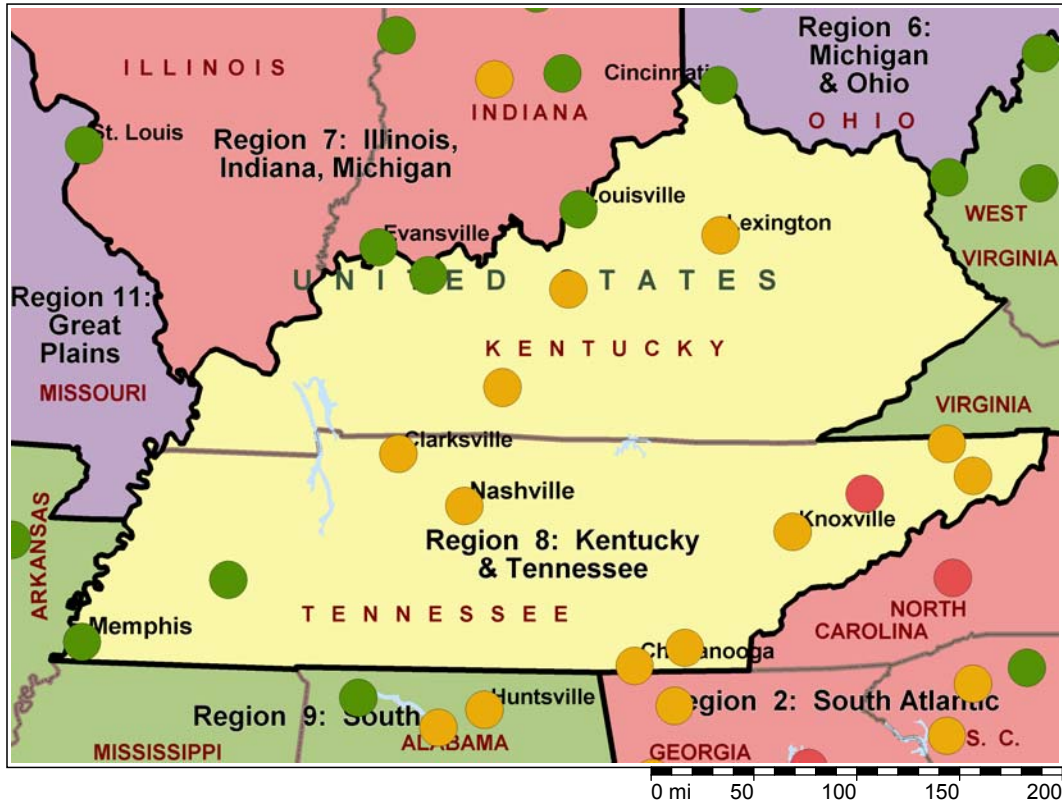 Region 6:
Michigan
& Ohio
OHIO
ILLINOIS
Cincinnati
INDIANA
St. Louis
Region 7: Illinois,
Indiana, Michigan
Louisville
Evansville
Lexington
WEST
VIRGINIA
UNITED STATES
Region 11:
Great
Plains
MISSOURI
KENTUCKY
VIRGINIA
Clarksville
Nashville
Knoxville
ARKANSAS
Region 8: Kentucky
& Tennessee
TENNESSEE
NORTH
CAROLINA
Memphis
Chattanooga
Huntsville
Region 9: South
Region 2: South Atlantic
MISSISSIPPI
ALABAMA
GEORGIA
S. C.
0 mi 50 100 150 200